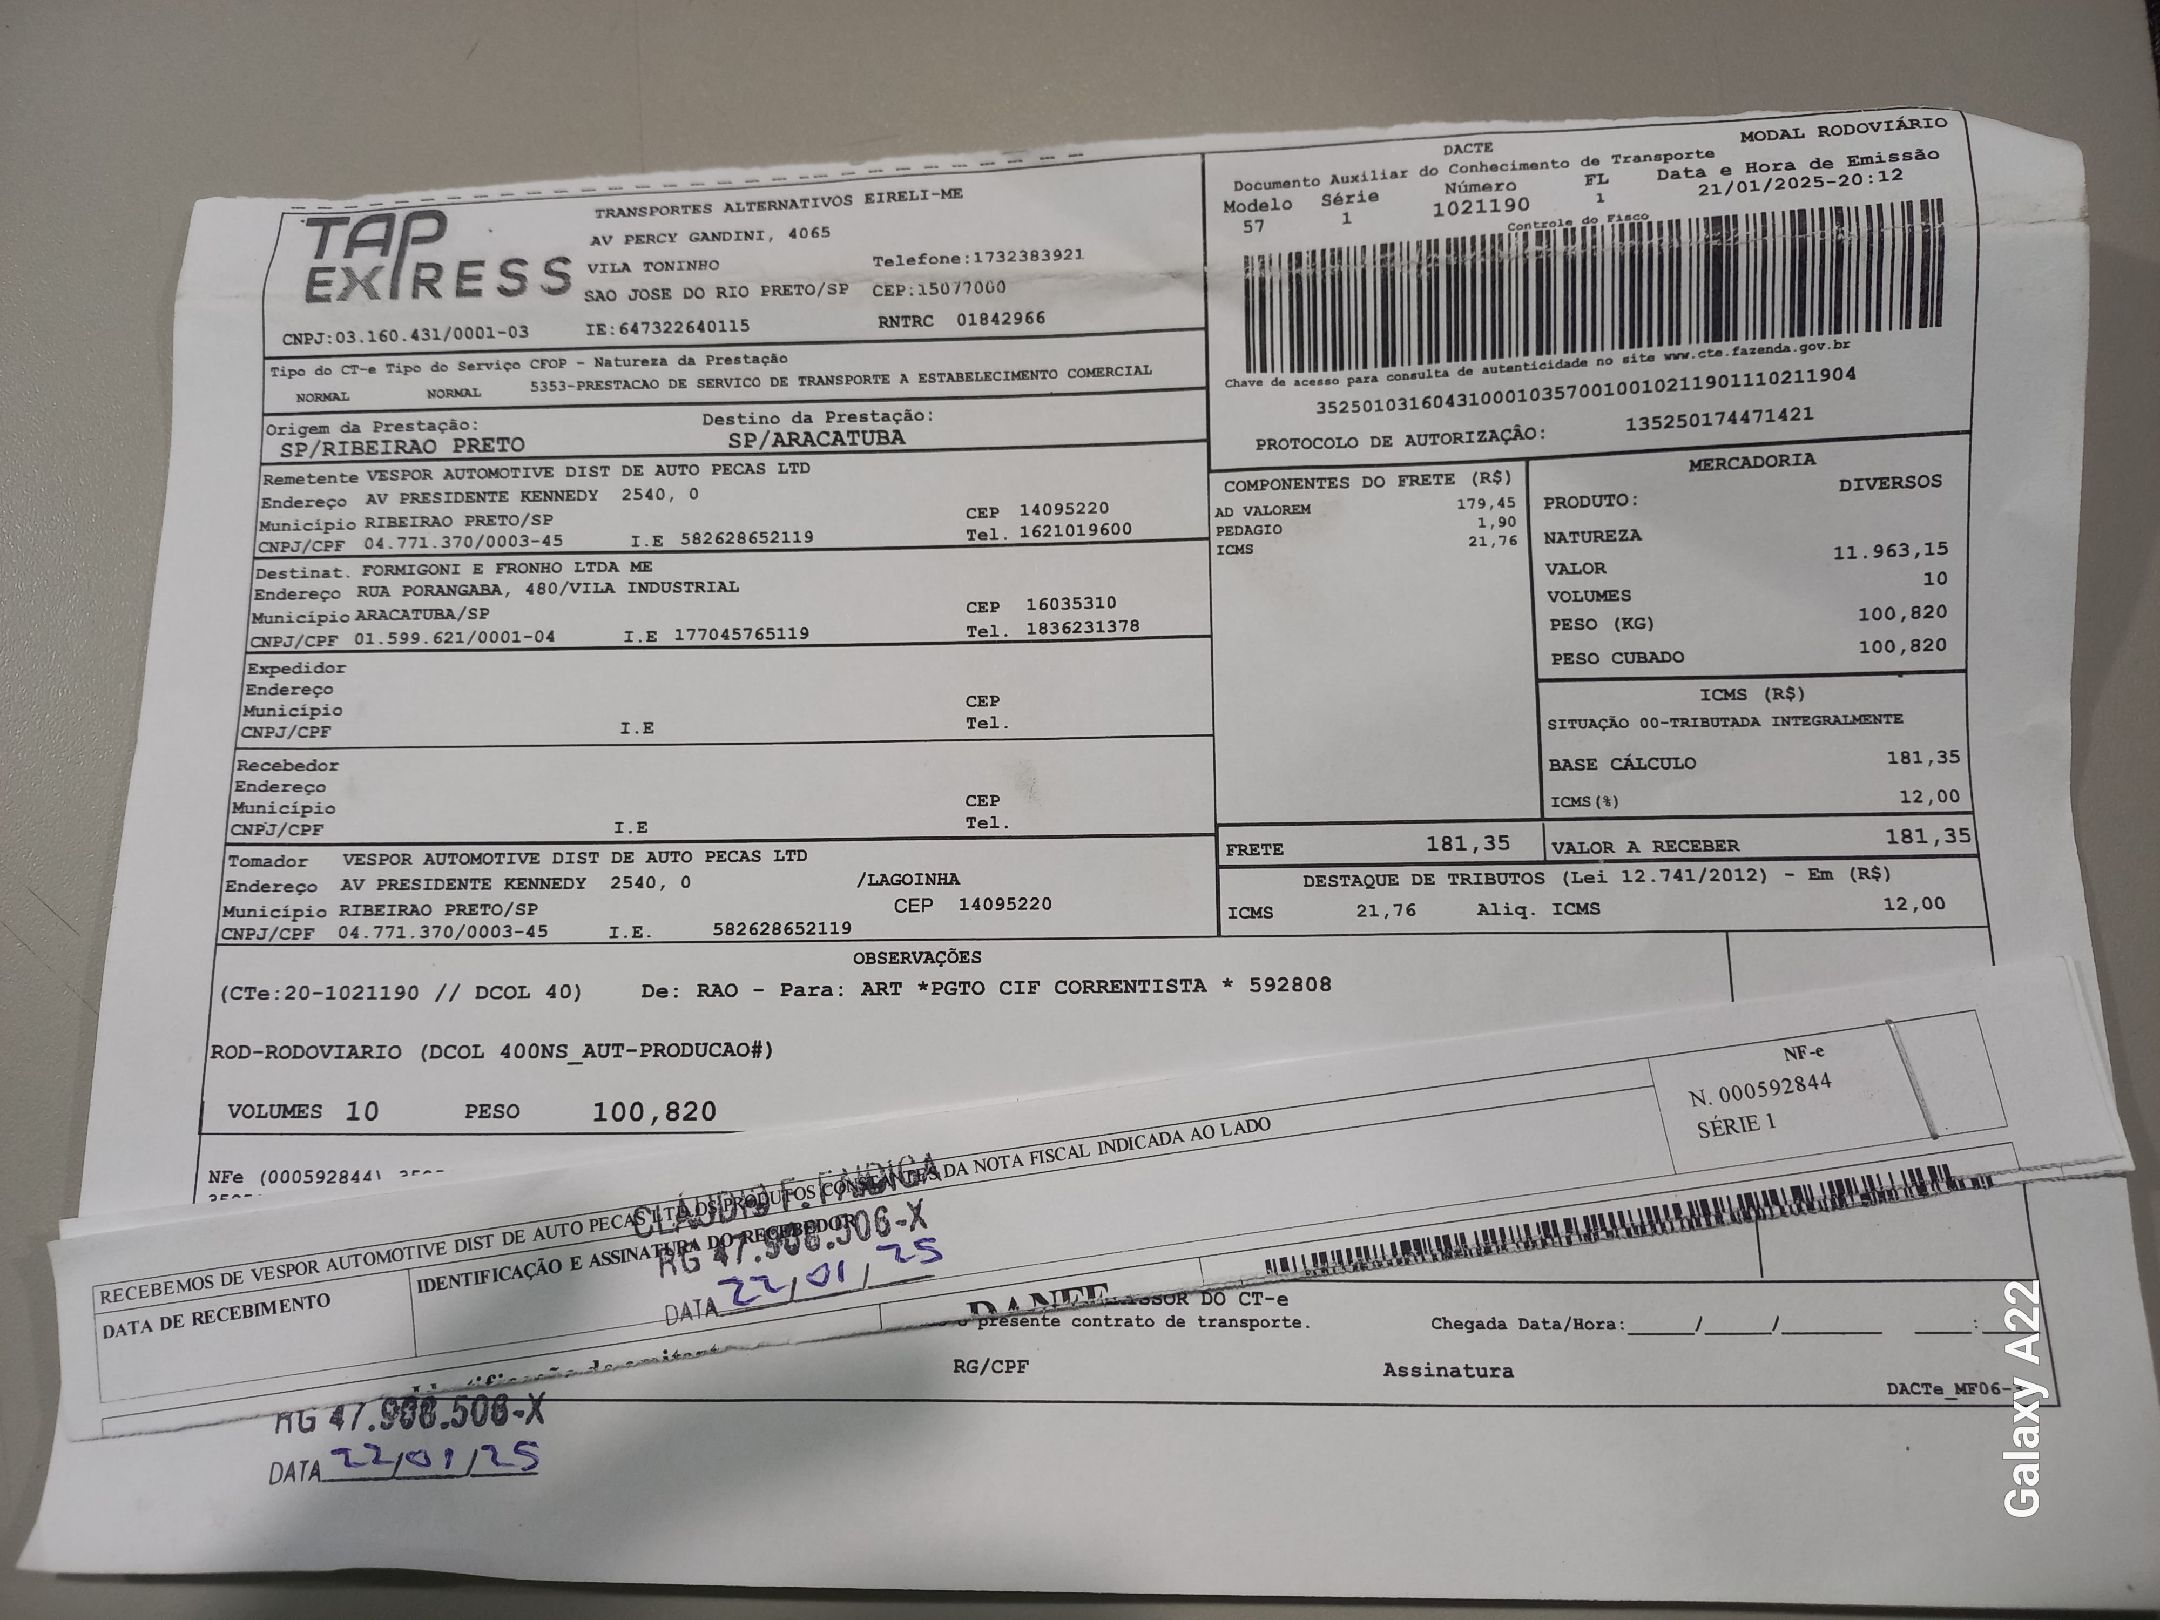 TAP EXPRESS
TRANSPORTES ALTERNATIVOS EIRELI-ME
AV PERCY GANDINI, 4065
VILA TONINHO Telefone:1732383921
SAO JOSE DO RIO PRETO/SP CEP:15077000
CNPJ:03.160.431/0001-03 IE:647322640115 RNTRC 01842966
DACTE MODAL RODOVIÁRIO
Documento Auxiliar do Conhecimento de Transporte
Modelo Série Número FL Data e Hora de Emissão
57 1 1021190 1 21/01/2025-20:12
Controle do Fisco
Chave de acesso para consulta de autenticidade no site www.cte.fazenda.gov.br
35250103160431000103570010010211901110211904
PROTOCOLO DE AUTORIZAÇÃO: 135250174471421
Tipo do CT-e Tipo do Serviço CFOP - Natureza da Prestação
NORMAL NORMAL 5353-PRESTACAO DE SERVICO DE TRANSPORTE A ESTABELECIMENTO COMERCIAL
Origem da Prestação: Destino da Prestação:
SP/RIBEIRAO PRETO SP/ARACATUBA
Remetente VESPOR AUTOMOTIVE DIST DE AUTO PECAS LTD
Endereço AV PRESIDENTE KENNEDY 2540, 0
Município RIBEIRAO PRETO/SP CEP 14095220
CNPJ/CPF 04.771.370/0003-45 I.E 582628652119 Tel. 1621019600
Destinat. FORMIGONI E FRONHO LTDA ME
Endereço RUA PORANGABA, 480/VILA INDUSTRIAL
Município ARACATUBA/SP CEP 16035310
CNPJ/CPF 01.599.621/0001-04 I.E 177045765119 Tel. 1836231378
Expedidor
Endereço
Município CEP
CNPJ/CPF I.E Tel.
Recebedor
Endereço
Município CEP
CNPJ/CPF I.E Tel.
Tomador VESPOR AUTOMOTIVE DIST DE AUTO PECAS LTD
Endereço AV PRESIDENTE KENNEDY 2540, 0 /LAGOINHA
Município RIBEIRAO PRETO/SP CEP 14095220
CNPJ/CPF 04.771.370/0003-45 I.E. 582628652119
COMPONENTES DO FRETE (R$)
AD VALOREM 179,45
PEDAGIO 1,90
ICMS 21,76
MERCADORIA
PRODUTO: DIVERSOS
NATUREZA
VALOR 11.963,15
VOLUMES 10
PESO (KG) 100,820
PESO CUBADO 100,820
ICMS (R$)
SITUAÇÃO 00-TRIBUTADA INTEGRALMENTE
BASE CÁLCULO 181,35
ICMS(%) 12,00
FRETE 181,35 VALOR A RECEBER 181,35
DESTAQUE DE TRIBUTOS (Lei 12.741/2012) - Em (R$)
ICMS 21,76 Aliq. ICMS 12,00
OBSERVAÇÕES
(CTe:20-1021190 // DCOL 40) De: RAO - Para: ART *PGTO CIF CORRENTISTA * 592808
ROD-RODOVIARIO (DCOL 400NS_AUT-PRODUCAO#)
VOLUMES 10 PESO 100,820
NFe (000592844)
NF-e
N. 000592844
SÉRIE 1
RECEBEMOS DE VESPOR AUTOMOTIVE DIST DE AUTO PECAS LTD OS PRODUTOS CONSTANTES DA NOTA FISCAL INDICADA AO LADO
DATA DE RECEBIMENTO IDENTIFICAÇÃO E ASSINATURA DO RECEBEDOR
RG 47.906.506-X
DATA 22/01/25
DANFE
DO CT-e
o presente contrato de transporte.
Chegada Data/Hora:_____/_____/_______ ____:
RG/CPF Assinatura
DACTe_MF06-
RG 47.906.506-X
DATA 22/01/25
Galaxy A22